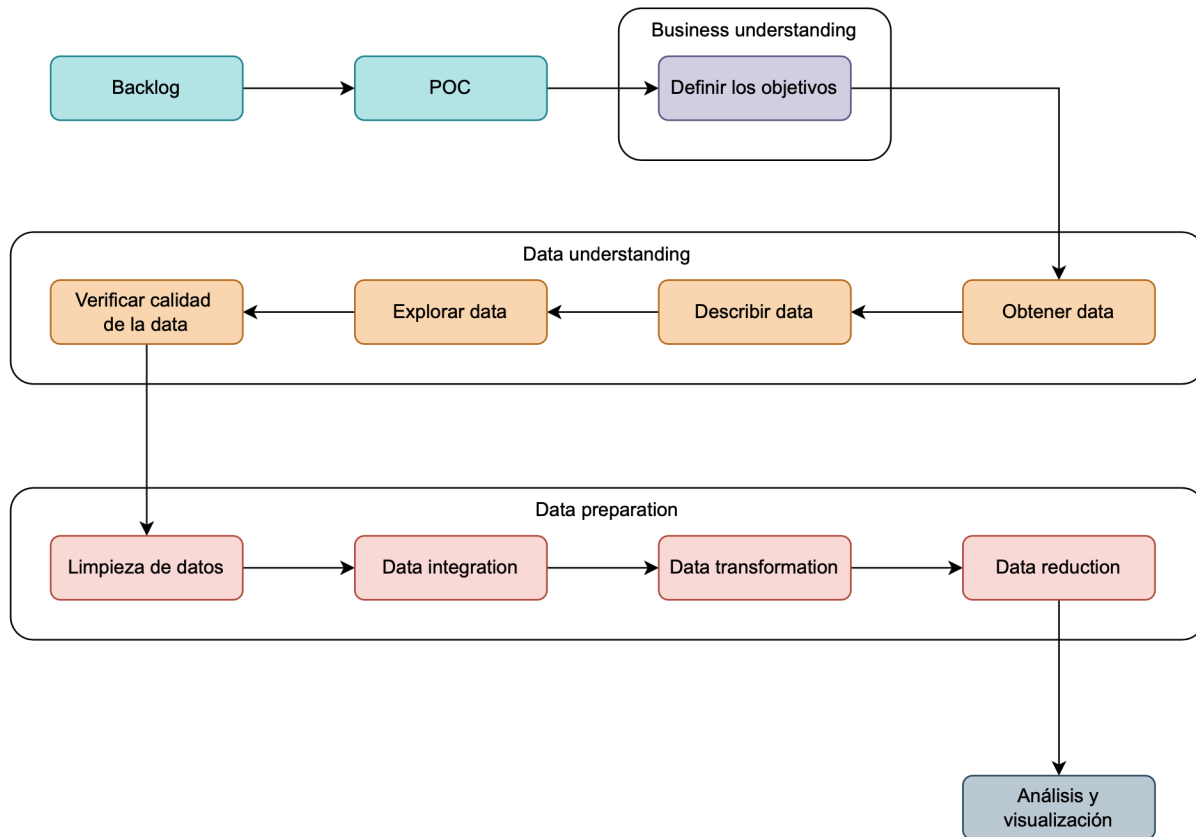 Business understanding
Backlog
POC
Definir los objetivos
Data understanding
Verificar calidad
de la data
Explorar data
Describir data
Obtener data
Data preparation
Limpieza de datos
Data integration
Data transformation
Data reduction
Análisis y
visualización